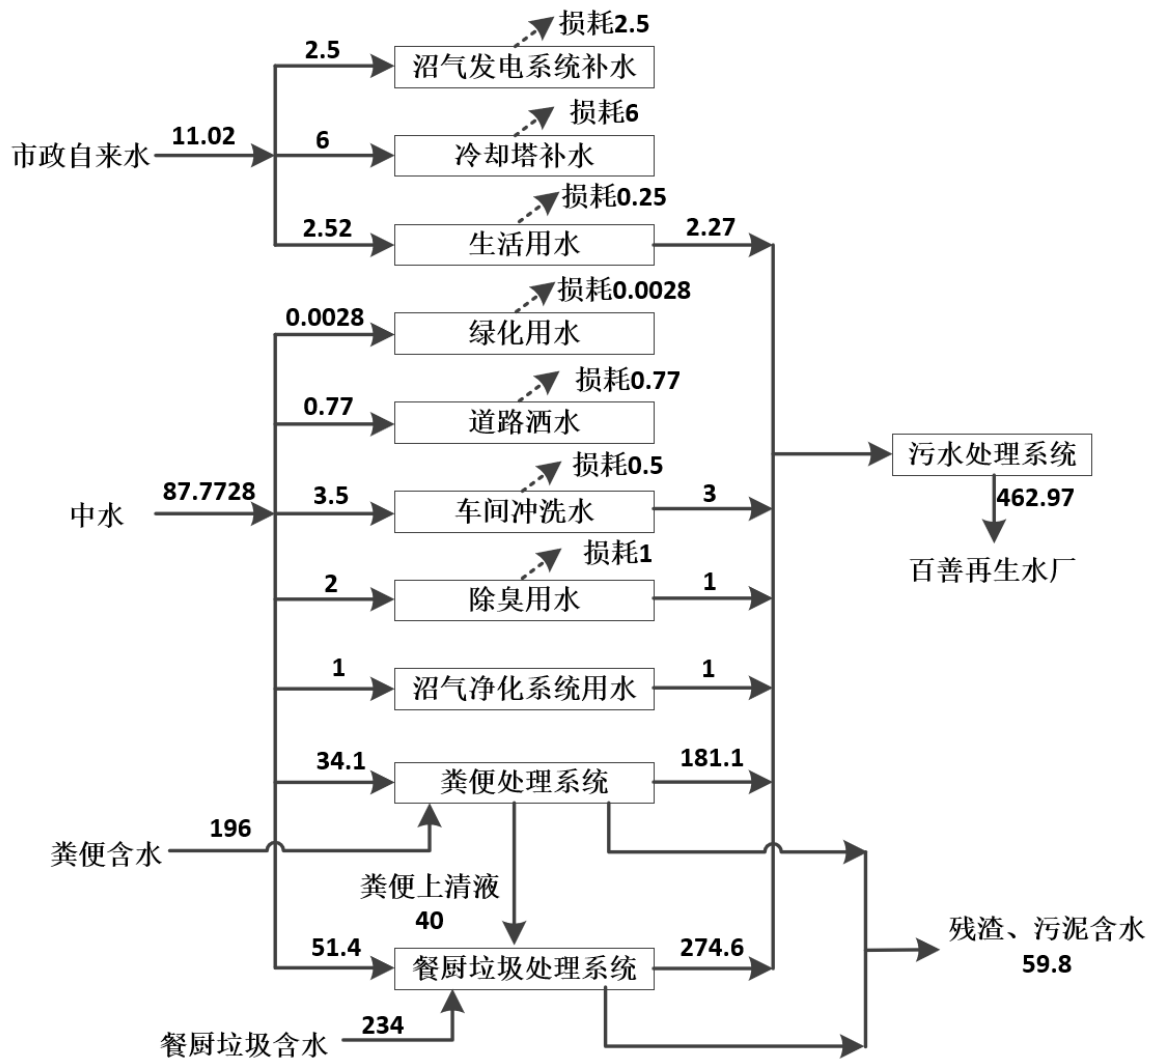 损耗2.5
2.5
沼气发电系统补水
损耗6
市政自来水
11.02
6
冷却塔补水
损耗0.25
2.52
生活用水
2.27
损耗0.0028
0.0028
绿化用水
损耗0.77
0.77
道路洒水
污水处理系统
462.97
百善再生水厂
损耗0.5
中水
87.7728
3.5
车间冲洗水
3
损耗1
2
除臭用水
1
1
沼气净化系统用水
1
34.1
粪便处理系统
181.1
粪便含水
196
粪便上清液
40
51.4
餐厨垃圾处理系统
274.6
残渣、污泥含水
59.8
餐厨垃圾含水
234